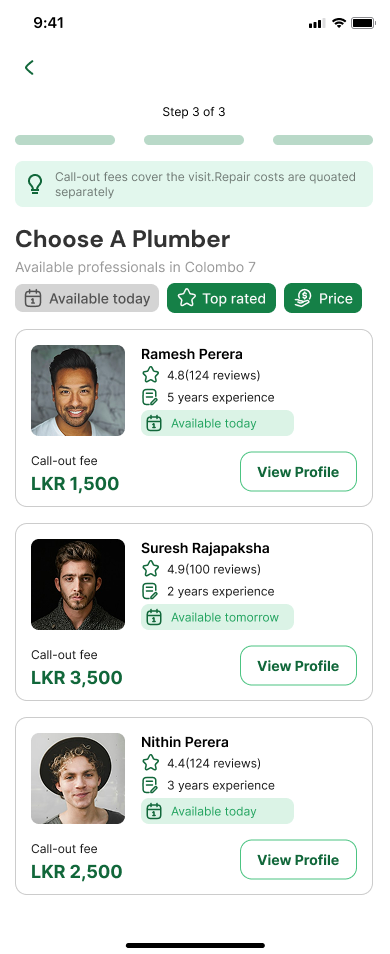 9:41
Step 3 of 3
Call-out fees cover the visit.Repair costs are quoated
separately
Choose A Plumber
Available professionals in Colombo 7
Available today
Top rated
Price
Ramesh Perera
4.8(124 reviews)
5 years experience
1
Available today
Call-out fee
LKR 1,500
View Profile
Suresh Rajapaksha
4.9(100 reviews)
2 years experience
Available tomorrow
Call-out fee
LKR 3,500
View Profile
Nithin Perera
4.4(124 reviews)
3 years experience
Available today
Call-out fee
LKR 2,500
View Profile